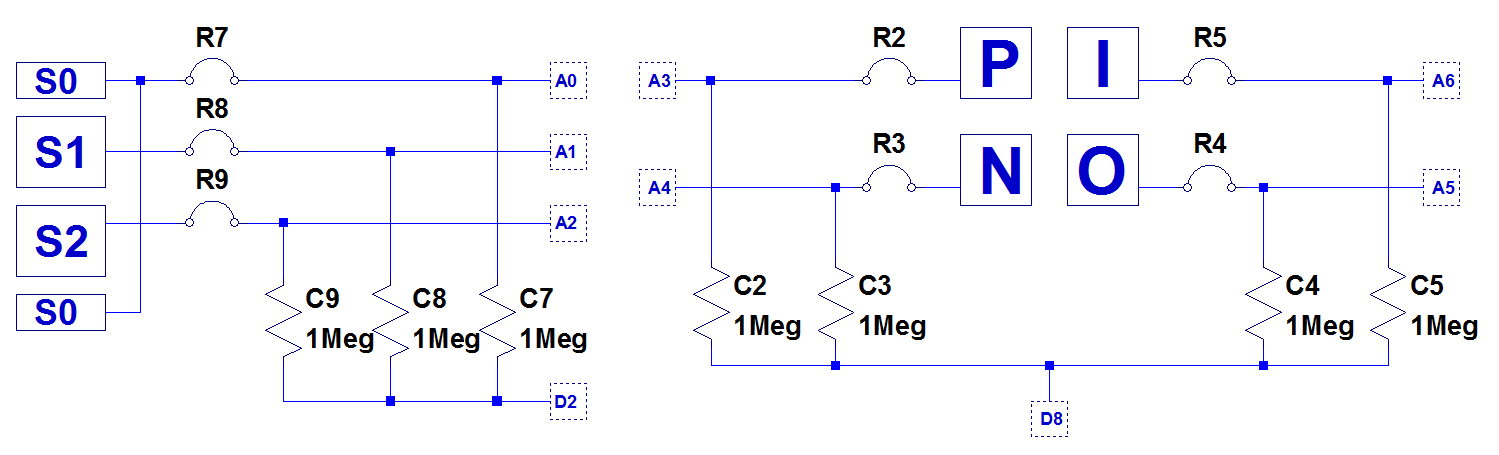 R7
S0
A0
R8
S1
A1
R9
S2
A2
S0
C9
1Meg
C8
1Meg
C7
1Meg
D2
R2
P
I
R5
A3
A6
R3
N
O
R4
A4
A5
C2
1Meg
C3
1Meg
C4
1Meg
C5
1Meg
D8